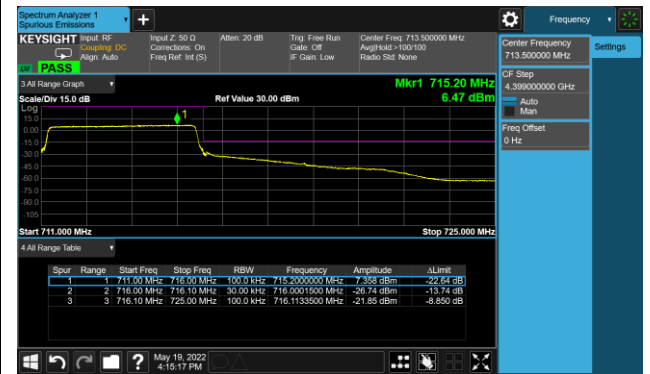 Spectrum Analyzer 1
Spurious Emissions
+
Frequency
KEYSIGHT
Input: RF
Coupling: DC
Align: Auto
Input Z: 50 Ω
Corrections: On
Freq Ref: Int (S)
Atten: 20 dB
Trig: Free Run
Gate: Off
IF Gain: Low
Center Freq: 713.500000 MHz
Avg|Hold:>100/100
Radio Std: None
PASS
Center Frequency
713.500000 MHz
Settings
CF Step
4.399000000 GHz
Auto
Man
Freq Offset
0 Hz
3 All Range Graph
Mkr1 715.20 MHz
Scale/Div 15.0 dB
Ref Value 30.00 dBm
6.47 dBm
Log
15.0
0.00
-15.0
-30.0
-45.0
-60.0
-75.0
-90.0
-105
1
Start 711.000 MHz
Stop 725.000 MHz
4 All Range Table
Spur Range Start Freq Stop Freq RBW Frequency Amplitude ΔLimit
1 1 711.00 MHz 716.00 MHz 100.0 kHz 715.2000000 MHz 7.358 dBm -22.64 dB
2 2 716.00 MHz 716.10 MHz 30.00 kHz 716.0001500 MHz -26.74 dBm -13.74 dB
3 3 716.10 MHz 725.00 MHz 100.0 kHz 716.1133500 MHz -21.85 dBm -8.850 dB
?
May 19, 2022
4:15:17 PM